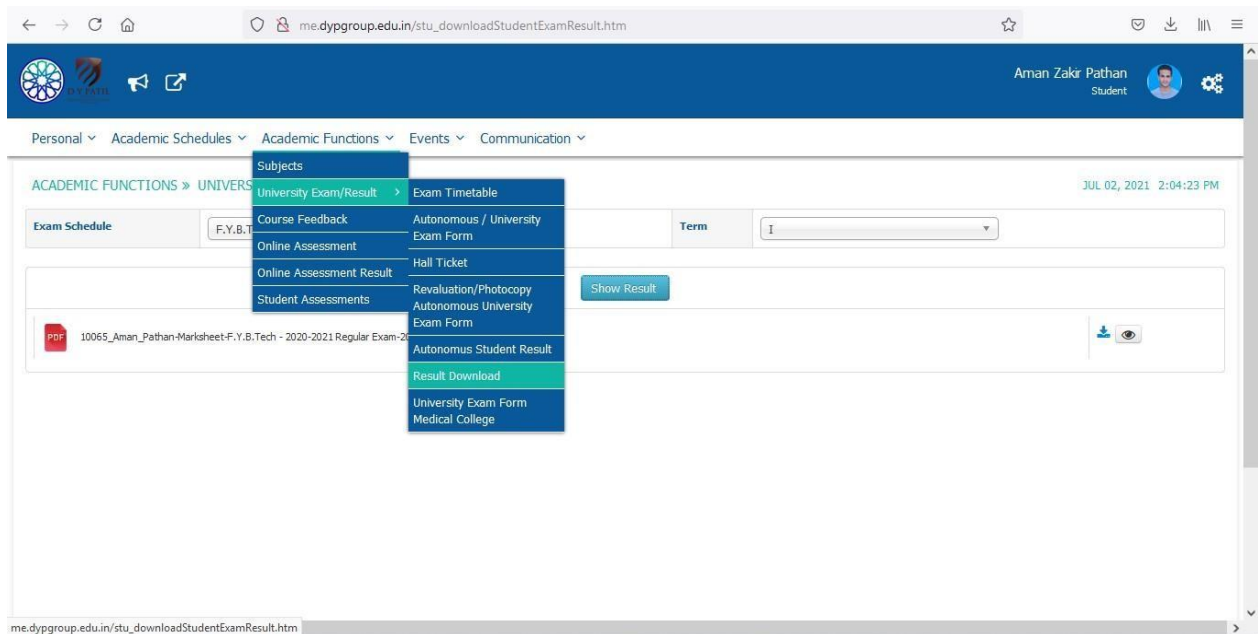 me.dypgroup.edu.in/stu_downloadStudentExamResult.htm
D Y PATIL
Aman Zakir Pathan
Student
Personal Academic Schedules Academic Functions Events Communication
Subjects
ACADEMIC FUNCTIONS » UNIVERS
JUL 02, 2021 2:04:23 PM
University Exam/Result
Exam Timetable
Exam Schedule
F.Y.B.T
Course Feedback
Autonomous / University
Exam Form
Term
I
Online Assessment
Hall Ticket
Online Assessment Result
Revaluation/Photocopy
Autonomous University
Exam Form
Show Result
Student Assessments
PDF
10065_Aman_Pathan-Marksheet-F.Y.B.Tech - 2020-2021 Regular Exam-20
Autonomus Student Result
Result Download
University Exam Form
Medical College
me.dypgroup.edu.in/stu_downloadStudentExamResult.htm